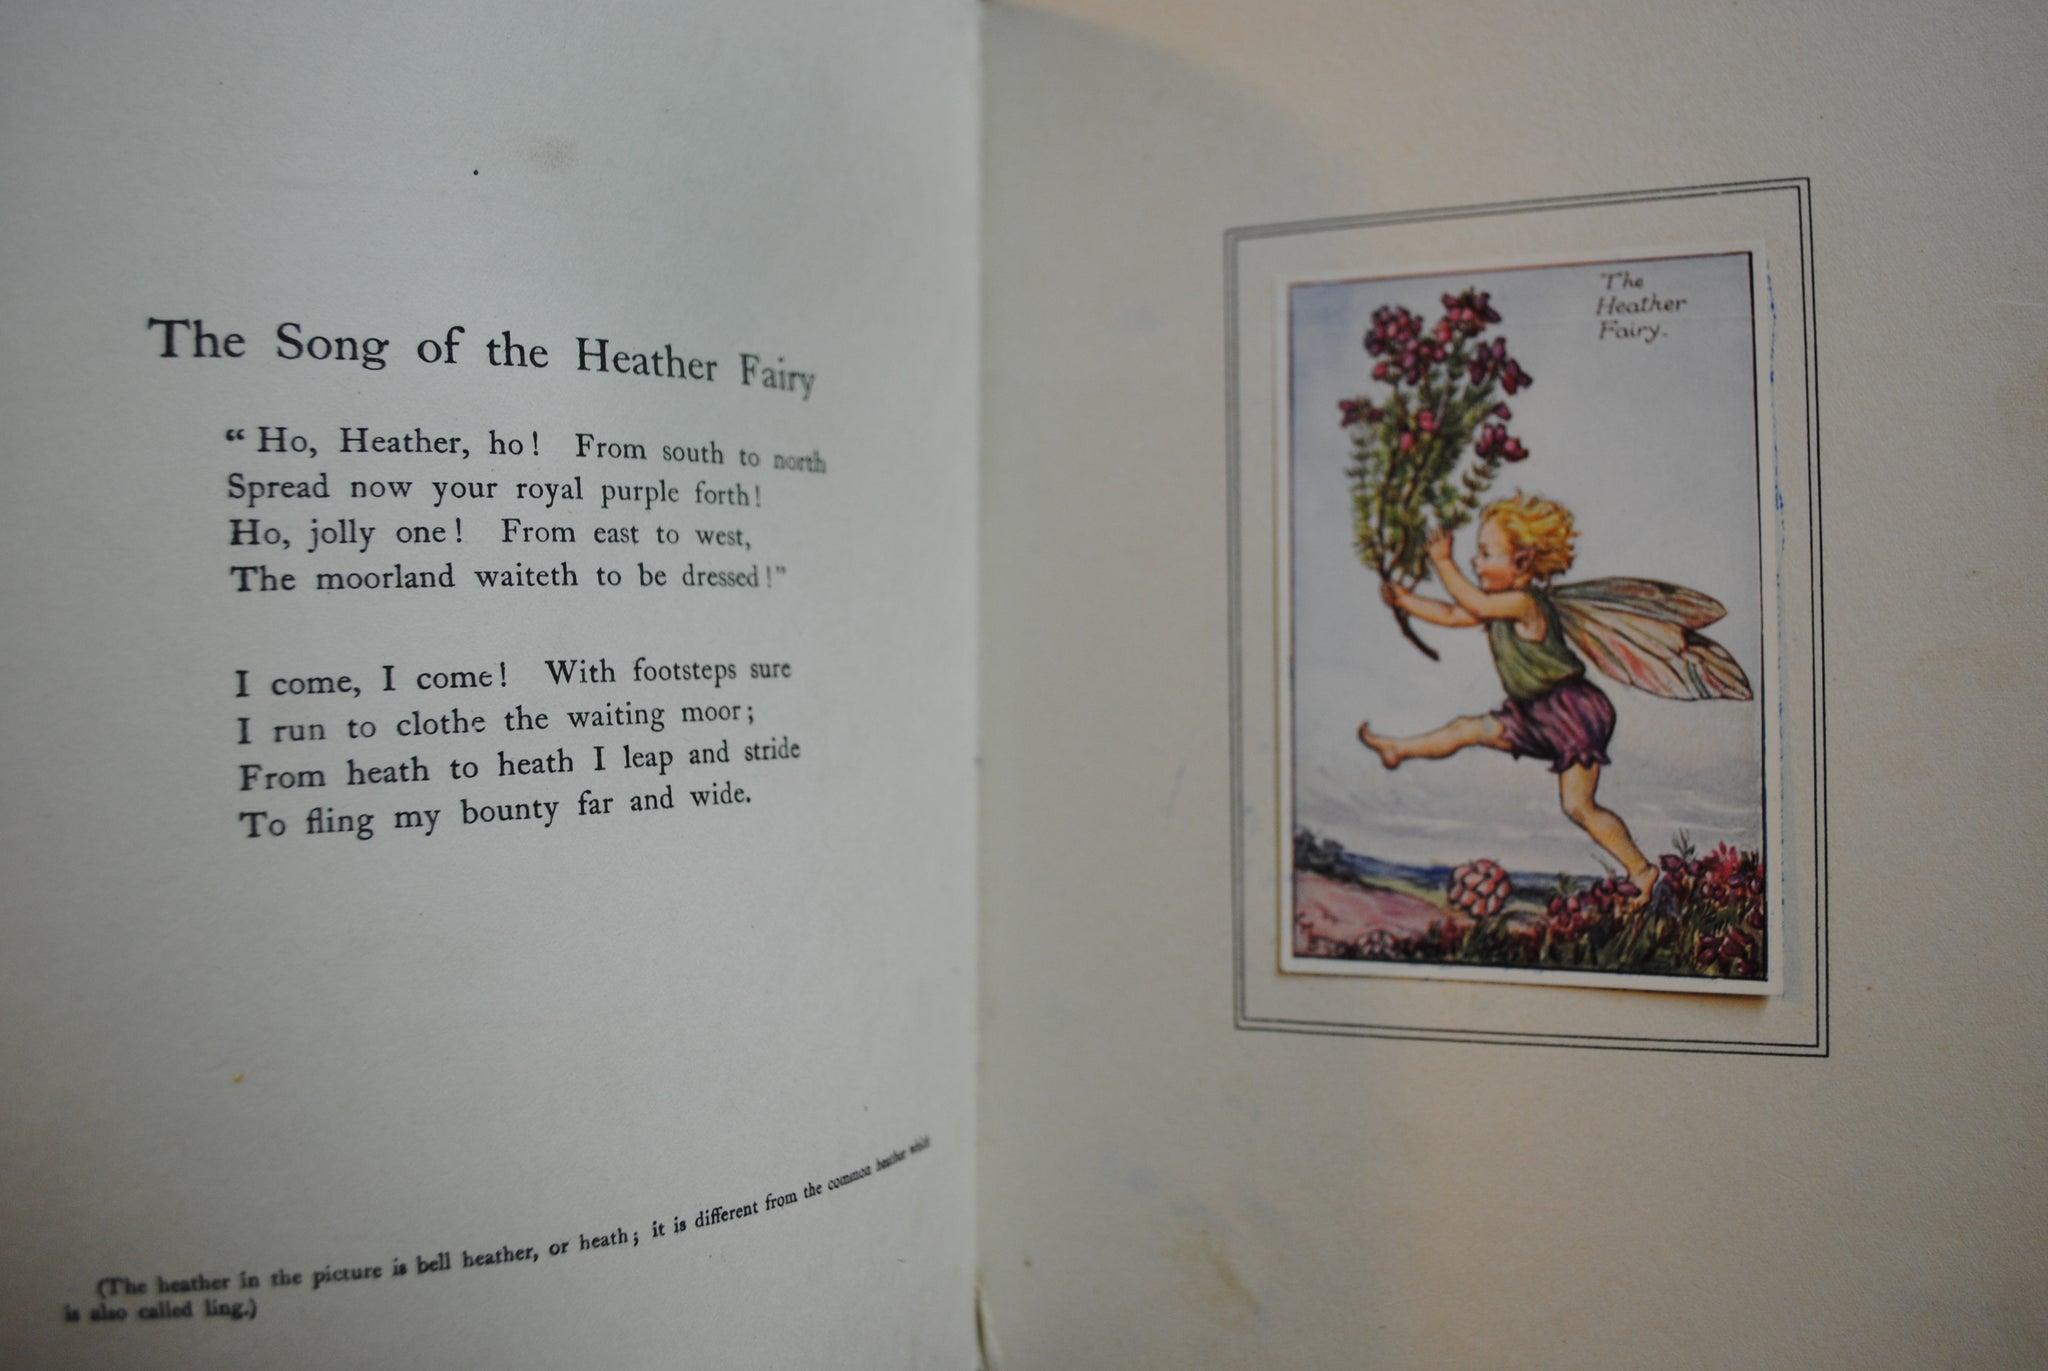 The Song of the Heather Fairy
“ Ho, Heather, ho! From south to north
Spread now your royal purple forth!
Ho, jolly one! From east to west,
The moorland waiteth to be dressed!”
I come, I come! With footsteps sure
I run to clothe the waiting moor;
From heath to heath I leap and stride
To fling my bounty far and wide.
(The heather in the picture is bell heather, or heath; it is different from the common heather which
is also called ling.)
The
Heather
Fairy.